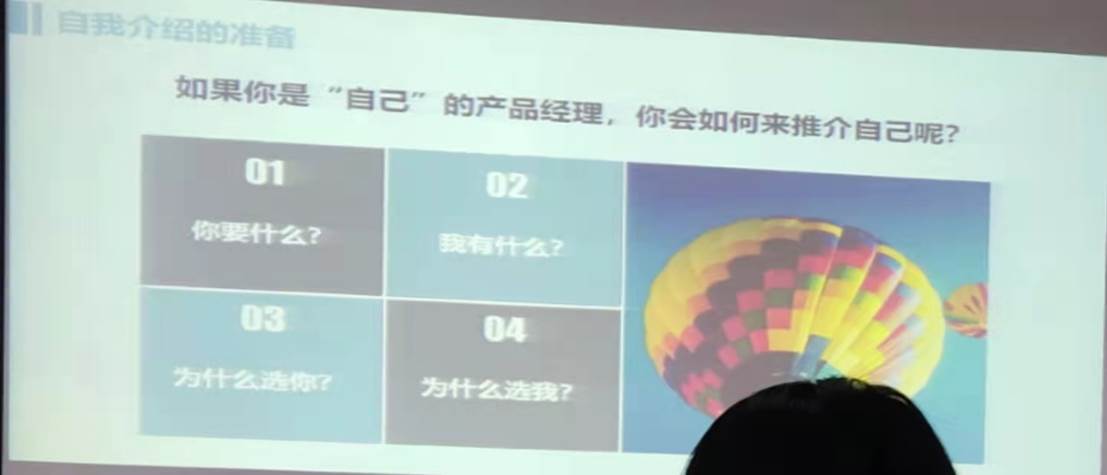 自我介绍的准备
如果你是“自己”的产品经理，你会如何来推介自己呢?
01
你要什么?
02
我有什么?
03
为什么选你?
04
为什么选我?